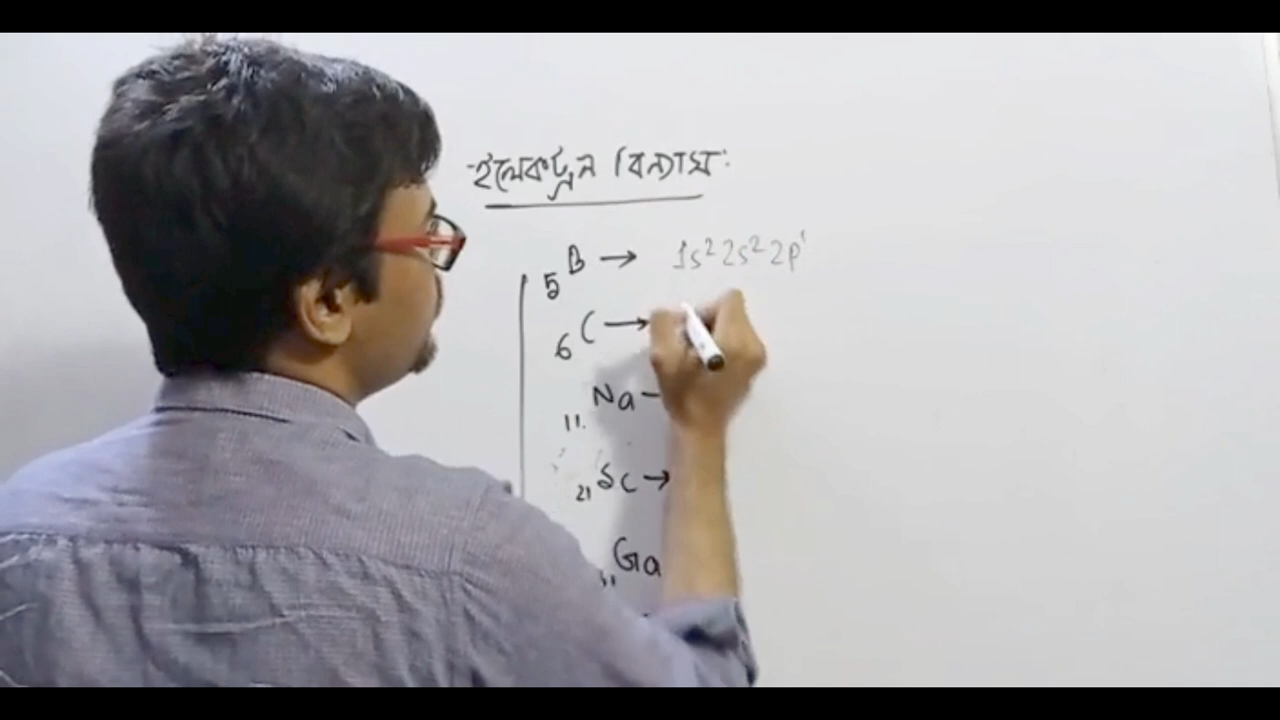 ইলেকট্রন বিন্যাস:
5B → 1s² 2s² 2p¹
6C →
11. Na –
21 Sc →
Ga